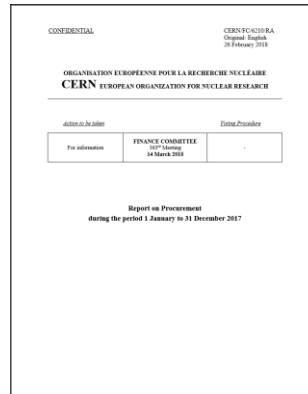 CONFIDENTIAL
CERN/FC/6210/RA
Original: English
26 February 2018
ORGANISATION EUROPÉENNE POUR LA RECHERCHE NUCLÉAIRE
CERN EUROPEAN ORGANIZATION FOR NUCLEAR RESEARCH
Action to be taken
Voting Procedure
For information
FINANCE COMMITTEE
Meeting
14 March 2018
-
Report on Procurement
during the period 1 January to 31 December 2017